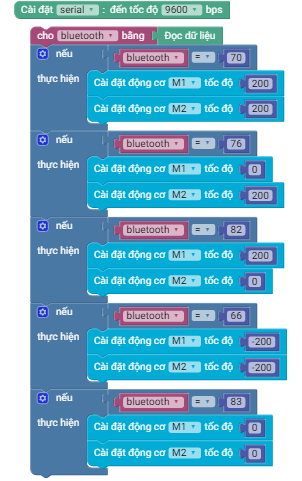 Cài đặt serial : đến tốc độ 9600 bps
cho bluetooth bằng Đọc dữ liệu
nếu bluetooth = 70
thực hiện Cài đặt động cơ M1 tốc độ 200
Cài đặt động cơ M2 tốc độ 200
nếu bluetooth = 76
thực hiện Cài đặt động cơ M1 tốc độ 0
Cài đặt động cơ M2 tốc độ 200
nếu bluetooth = 82
thực hiện Cài đặt động cơ M1 tốc độ 200
Cài đặt động cơ M2 tốc độ 0
nếu bluetooth = 66
thực hiện Cài đặt động cơ M1 tốc độ -200
Cài đặt động cơ M2 tốc độ -200
nếu bluetooth = 83
thực hiện Cài đặt động cơ M1 tốc độ 0
Cài đặt động cơ M2 tốc độ 0